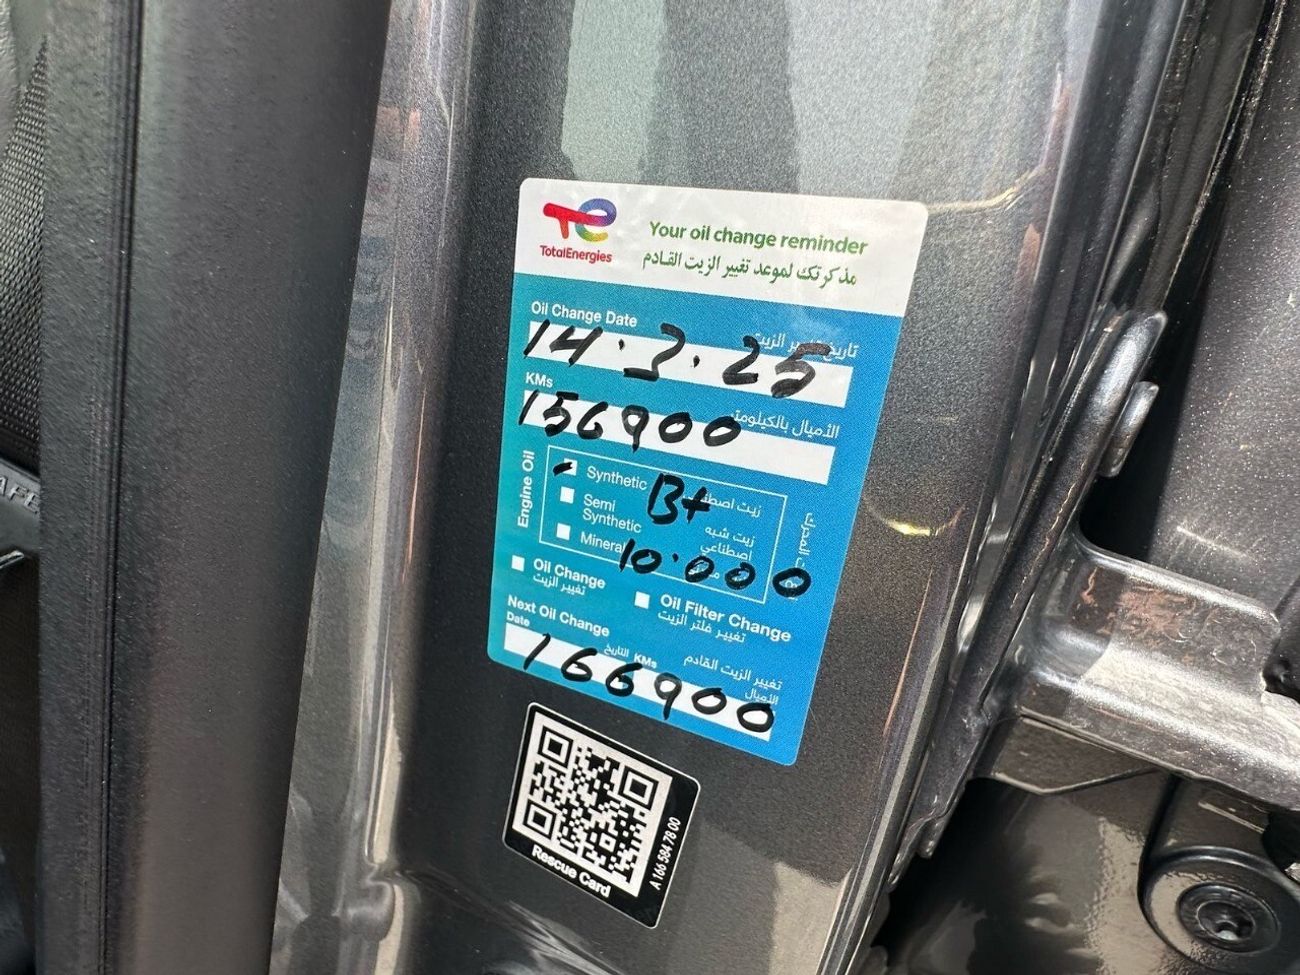 TotalEnergies
Your oil change reminder
مذكرتك لموعد تغيير الزيت القادم
Oil Change Date
الزيت تاريخ
14.3.25
KMs
الأميال بالكيلومتر
156900
Engine Oil
Synthetic
زيت
B+
Semi Synthetic
زيت شبه إصطناعي
Mineral
10.000
Oil Change
تغيير الزيت
Oil Filter Change
تغيير فلتر الزيت
Next Oil Change
تغيير الزيت القادم
Date
التاريخ
KMs
الأميال
166900
Rescue Card
A 166 584 78 00